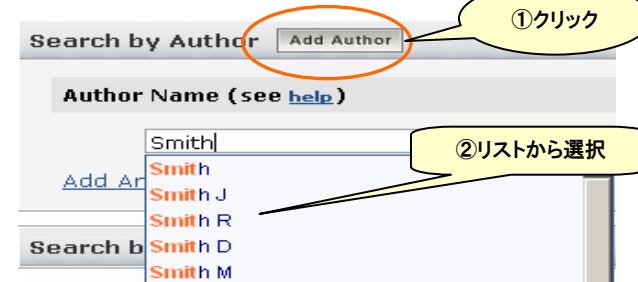 ①クリック
Search by Author Add Author
Author Name (see help)
Smith
②リストから選択
Smith
Add
Smith J
Smith R
Search Smith D
Smith M